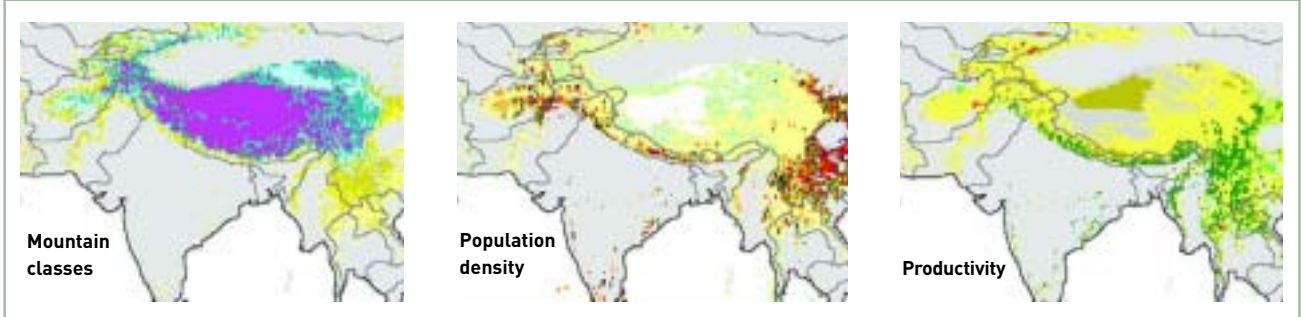 Mountain
classes
Population
density
Productivity